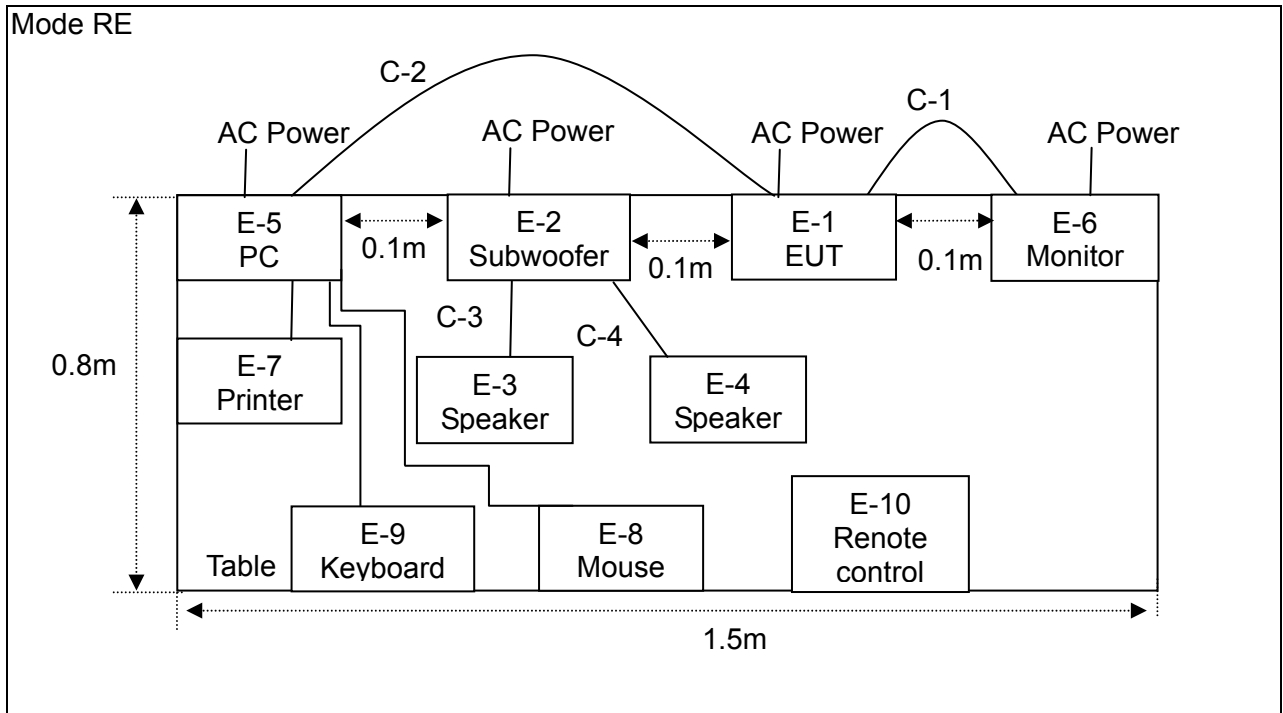 Mode RE
C-2
C-1
AC Power
AC Power
AC Power
AC Power
E-5
PC
0.1m
E-2
Subwoofer
0.1m
E-1
EUT
0.1m
E-6
Monitor
C-3
C-4
0.8m
E-7
Printer
E-3
Speaker
E-4
Speaker
Table
E-9
Keyboard
E-8
Mouse
E-10
Renote
control
1.5m